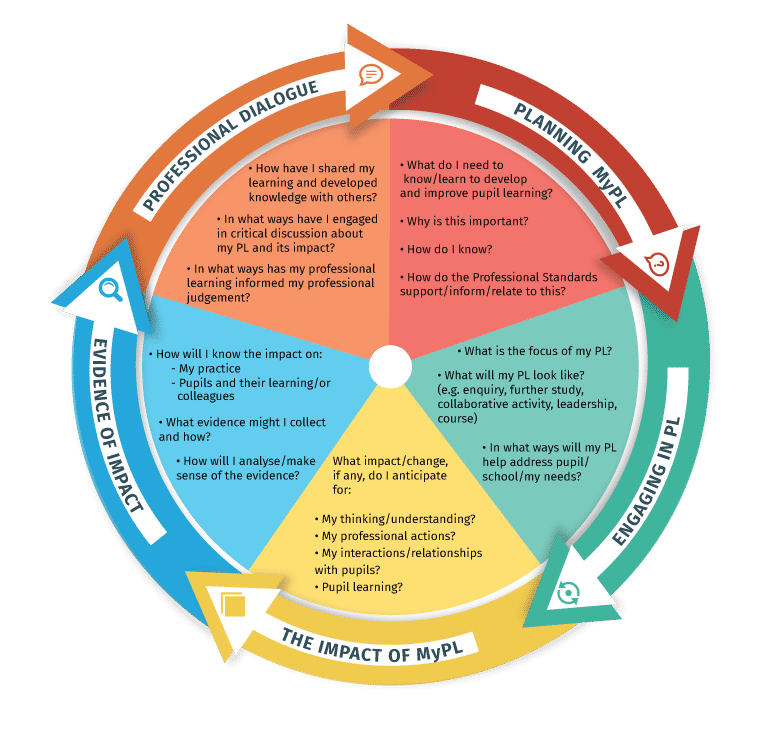 PROFESSIONAL DIALOGUE
• How have I shared my
learning and developed
knowledge with others?
• In what ways have I engaged
in critical discussion about
my PL and its impact?
• In what ways has my professional
learning informed my professional
judgement?
PLANNING MyPL
• What do I need to
know/learn to develop
and improve pupil learning?
• Why is this important?
• How do I know?
• How do the Professional Standards
support/inform/relate to this?
?
ENGAGING IN PL
• What is the focus of my PL?
• What will my PL look like?
(e.g. enquiry, further study,
collaborative activity, leadership,
course)
• In what ways will my PL
help address pupil/
school/my needs?
THE IMPACT OF MyPL
What impact/change,
if any, do I anticipate
for:
• My thinking/understanding?
• My professional actions?
• My interactions/relationships
with pupils?
• Pupil learning?
EVIDENCE OF IMPACT
• How will I know the impact on:
- My practice
- Pupils and their learning/or
colleagues
• What evidence might I collect
and how?
• How will I analyse/make
sense of the evidence?